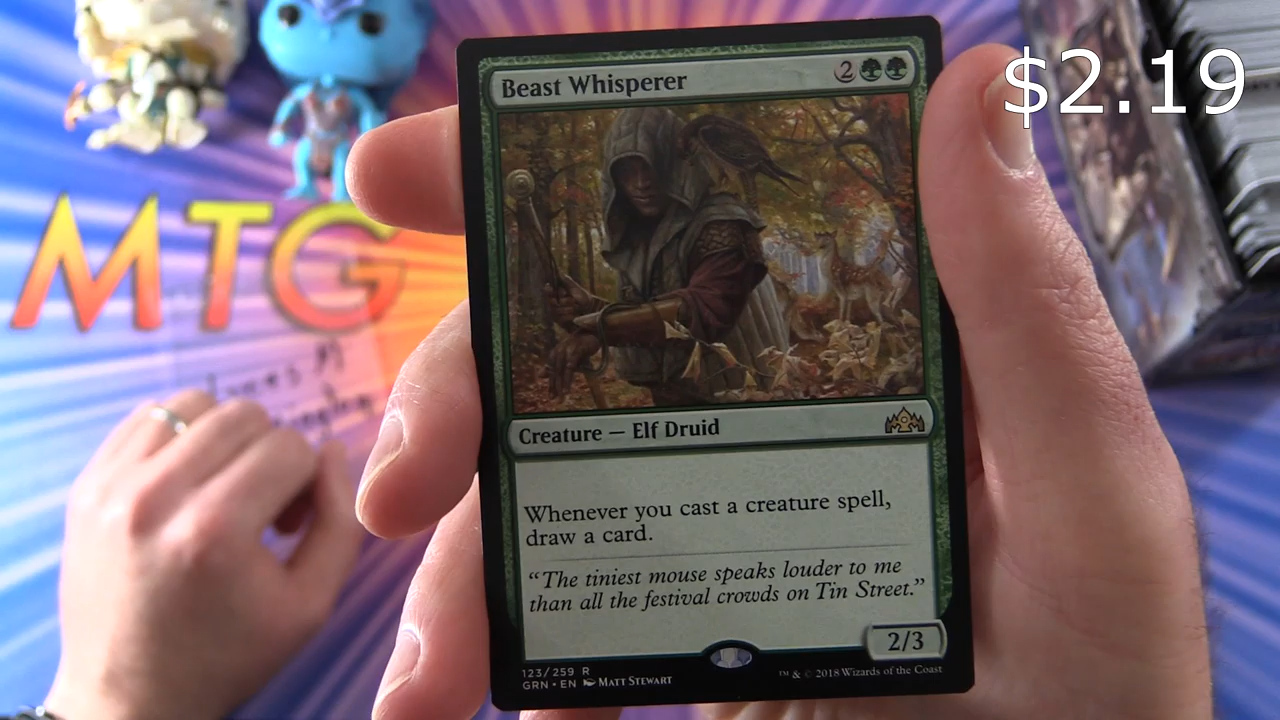 $2.19
MTG
Beast Whisperer 2
Creature — Elf Druid
Whenever you cast a creature spell,
draw a card.
“The tiniest mouse speaks louder to me
than all the festival crowds on Tin Street.”
2/3
123/259 R
GRN • EN Matt Stewart
™ & © 2018 Wizards of the Coast